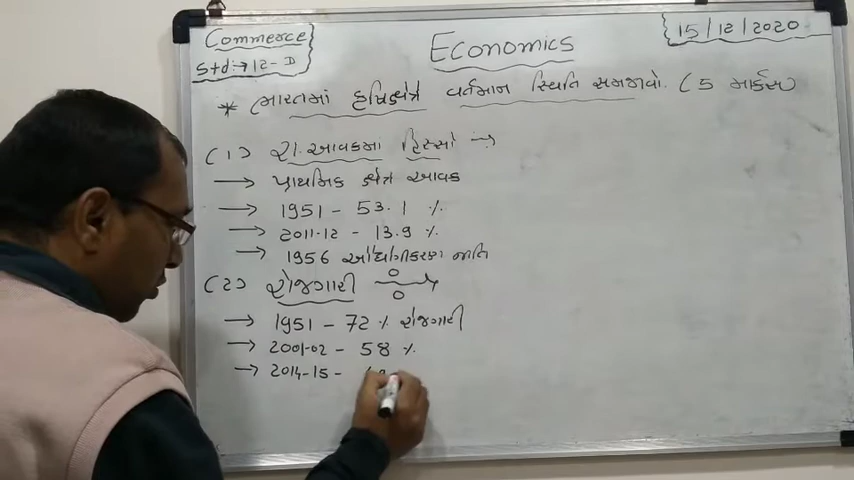 Commerce
Std:→ 12-D
Economics
15/12/2020
* ભારતમાં કૃષિક્ષેત્રે વર્તમાન સ્થિતિ સમજાવો. (5 માર્કસ)
(1) રા.આવકમાં હિસ્સો →
→ પ્રાથમિક ક્ષેત્ર આવક
→ 1951 - 53.1 %
→ 2011-12 - 13.9 %
→ 1956 ઔદ્યોગીકરણ નીતિ
(2) રોજગારી
→ 1951 - 72 % રોજગારી
→ 2001-02 - 58 %
→ 2014-15 -